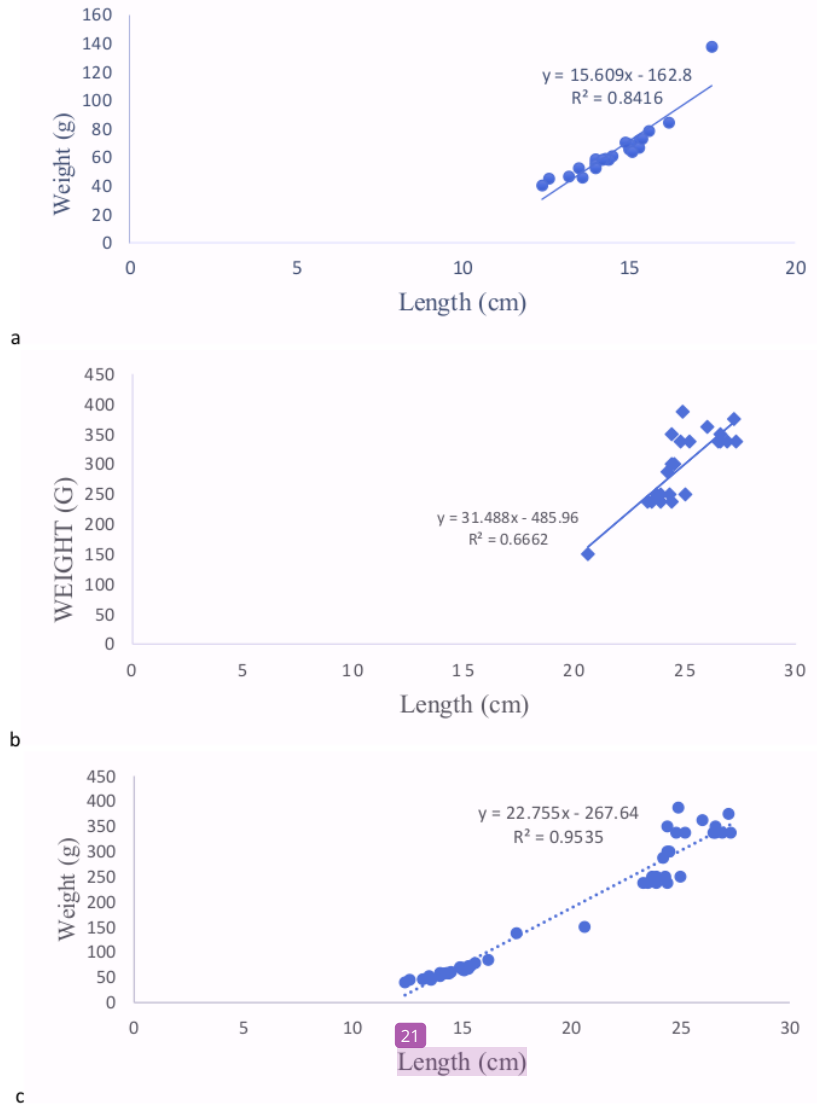 160
140
120
100
80
60
40
20
0
Weight (g)
y = 15.609x - 162.8
R² = 0.8416
0 5 10 15 20
Length (cm)
a
450
400
350
300
250
200
150
100
50
0
WEIGHT (G)
y = 31.488x - 485.96
R² = 0.6662
0 5 10 15 20 25 30
Length (cm)
b
450
400
350
300
250
200
150
100
50
0
Weight (g)
y = 22.755x - 267.64
R² = 0.9535
0 5 10 15 20 25 30
21
Length (cm)
c